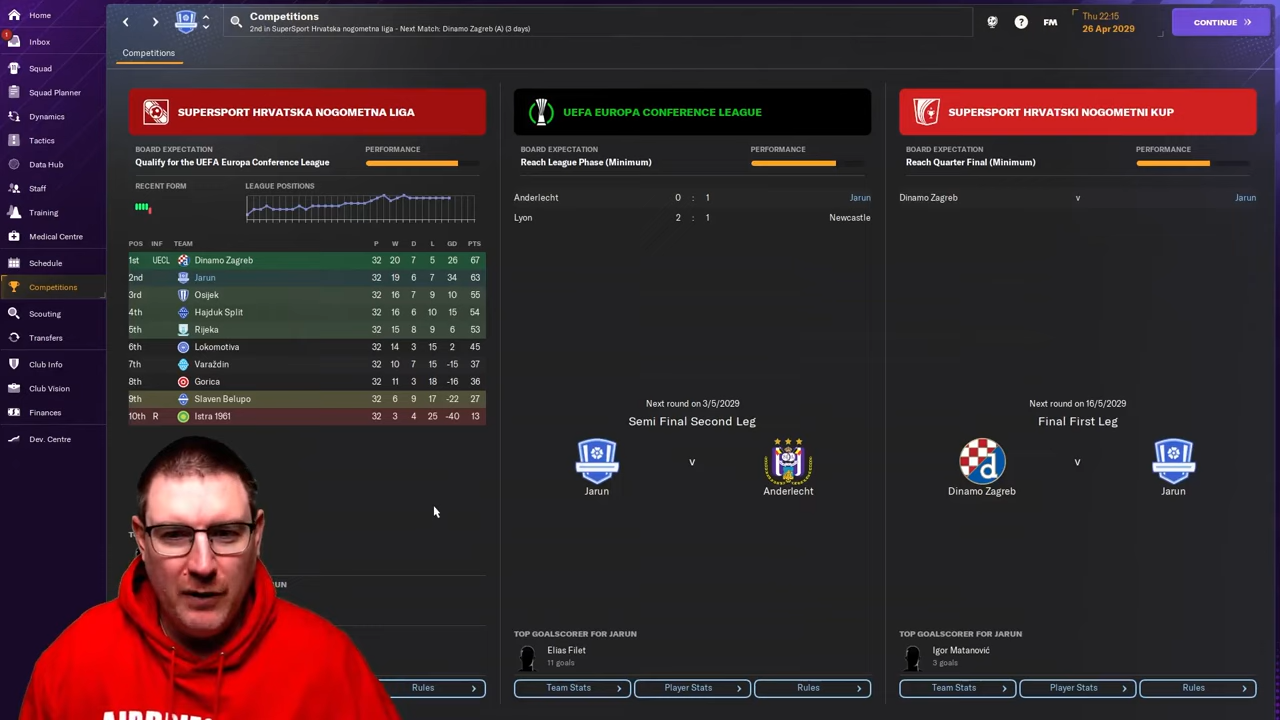 Home
Inbox
1
Squad
Squad Planner
Dynamics
Tactics
Data Hub
Staff
Training
Medical Centre
Schedule
Competitions
Scouting
Transfers
Club Info
Club Vision
Finances
Dev. Centre
Competitions
2nd in SuperSport Hrvatska nogometna liga - Next Match: Dinamo Zagreb (A) (3 days)
FM
Thu 22:15
26 Apr 2029
CONTINUE
Competitions
SUPERSPORT HRVATSKA NOGOMETNA LIGA
BOARD EXPECTATION PERFORMANCE
Qualify for the UEFA Europa Conference League
RECENT FORM LEAGUE POSITIONS
POS INF TEAM P W D L GD PTS
1st UECL Dinamo Zagreb 32 20 7 5 26 67
2nd Jarun 32 19 6 7 34 63
3rd Osijek 32 16 7 9 10 55
4th Hajduk Split 32 16 6 10 15 54
5th Rijeka 32 15 8 9 6 53
6th Lokomotiva 32 14 3 15 2 45
7th Varaždin 32 10 7 15 -15 37
8th Gorica 32 11 3 18 -16 36
9th Slaven Belupo 32 6 9 17 -22 27
10th R Istra 1961 32 3 4 25 -40 13
Rules
UEFA EUROPA CONFERENCE LEAGUE
BOARD EXPECTATION PERFORMANCE
Reach League Phase (Minimum)
Anderlecht 0 : 1 Jarun
Lyon 2 : 1 Newcastle
Next round on 3/5/2029
Semi Final Second Leg
v
Jarun Anderlecht
TOP GOALSCORER FOR JARUN
Elias Filet
11 goals
Team Stats Player Stats Rules
SUPERSPORT HRVATSKI NOGOMETNI KUP
BOARD EXPECTATION PERFORMANCE
Reach Quarter Final (Minimum)
Dinamo Zagreb v Jarun
Next round on 16/5/2029
Final First Leg
v
Dinamo Zagreb Jarun
TOP GOALSCORER FOR JARUN
Igor Matanović
3 goals
Team Stats Player Stats Rules